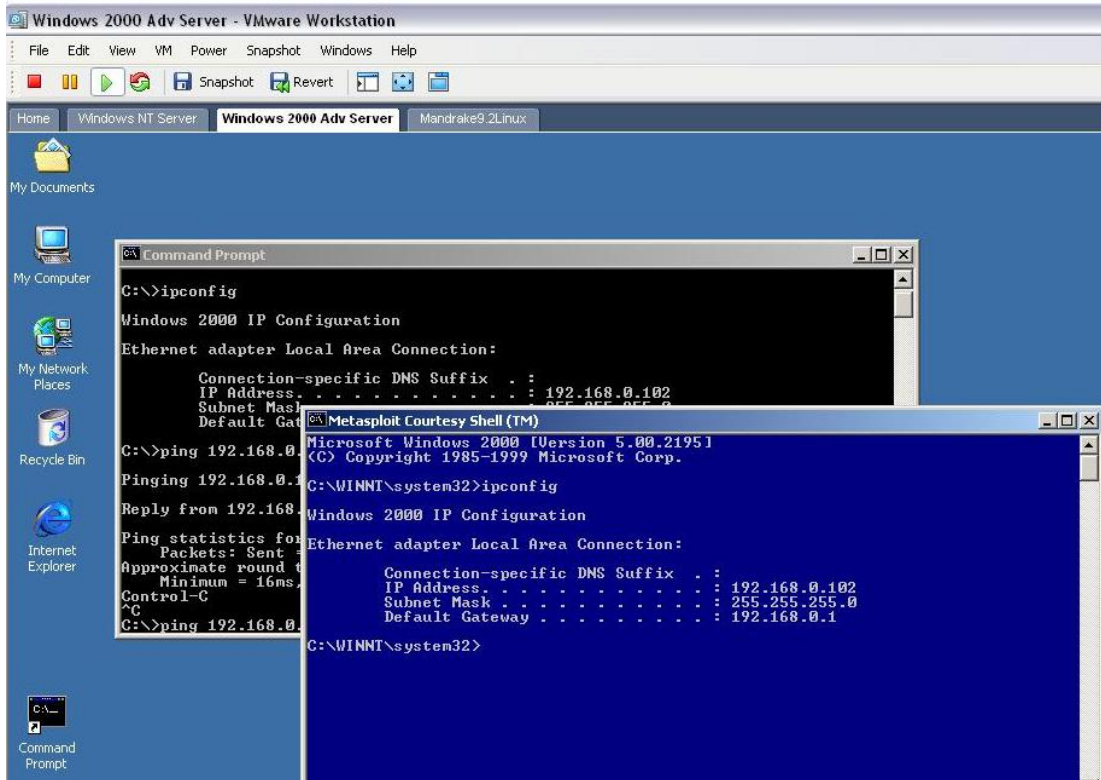 Windows 2000 Adv Server - VMware Workstation
File Edit View VM Power Snapshot Windows Help
Snapshot Revert
Home Windows NT Server Windows 2000 Adv Server Mandrake9.2Linux
My Documents
My Computer
My Network
Places
Recycle Bin
Internet
Explorer
Command
Prompt
Command Prompt
C:\>ipconfig
Windows 2000 IP Configuration
Ethernet adapter Local Area Connection:
Connection-specific DNS Suffix . :
IP Address. . . . . . . . . . . . : 192.168.0.102
Subnet Mask
Default Gat
C:\>ping 192.168.0.
Pinging 192.168.0.1
Reply from 192.168.
Ping statistics for
Packets: Sent =
Approximate round t
Minimum = 16ms,
Control-C
^C
C:\>ping 192.168.0.
Metasploit Courtesy Shell (TM)
Microsoft Windows 2000 [Version 5.00.2195]
(C) Copyright 1985-1999 Microsoft Corp.
C:\WINNT\system32>ipconfig
Windows 2000 IP Configuration
Ethernet adapter Local Area Connection:
Connection-specific DNS Suffix . :
IP Address. . . . . . . . . . . . : 192.168.0.102
Subnet Mask . . . . . . . . . . . : 255.255.255.0
Default Gateway . . . . . . . . . : 192.168.0.1
C:\WINNT\system32>